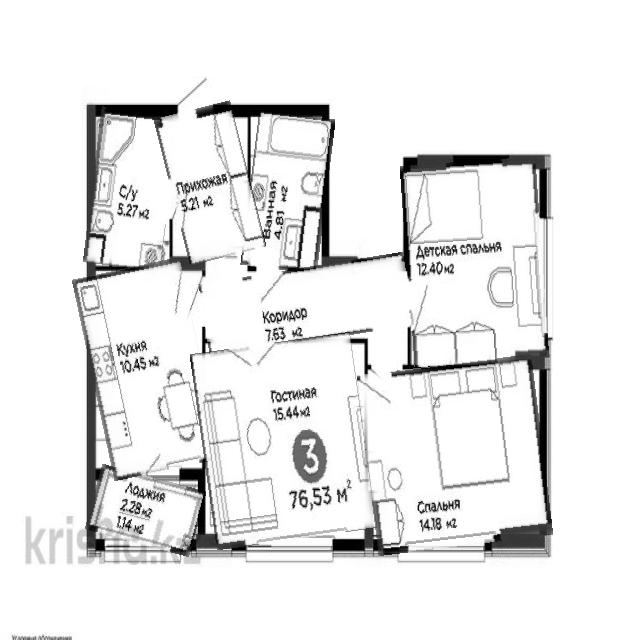 С/у
5.27 м2
Прихожая
5.21 м2
Ванная
4.81 м2
Детская спальня
12.40 м2
Коридор
7.63 м2
Кухня
10.45 м2
Гостиная
15.44 м2
3
76,53 м2
Спальня
14.18 м2
Лоджия
2.28 м2
1.14 м2
krisha.kz
Условные обозначения